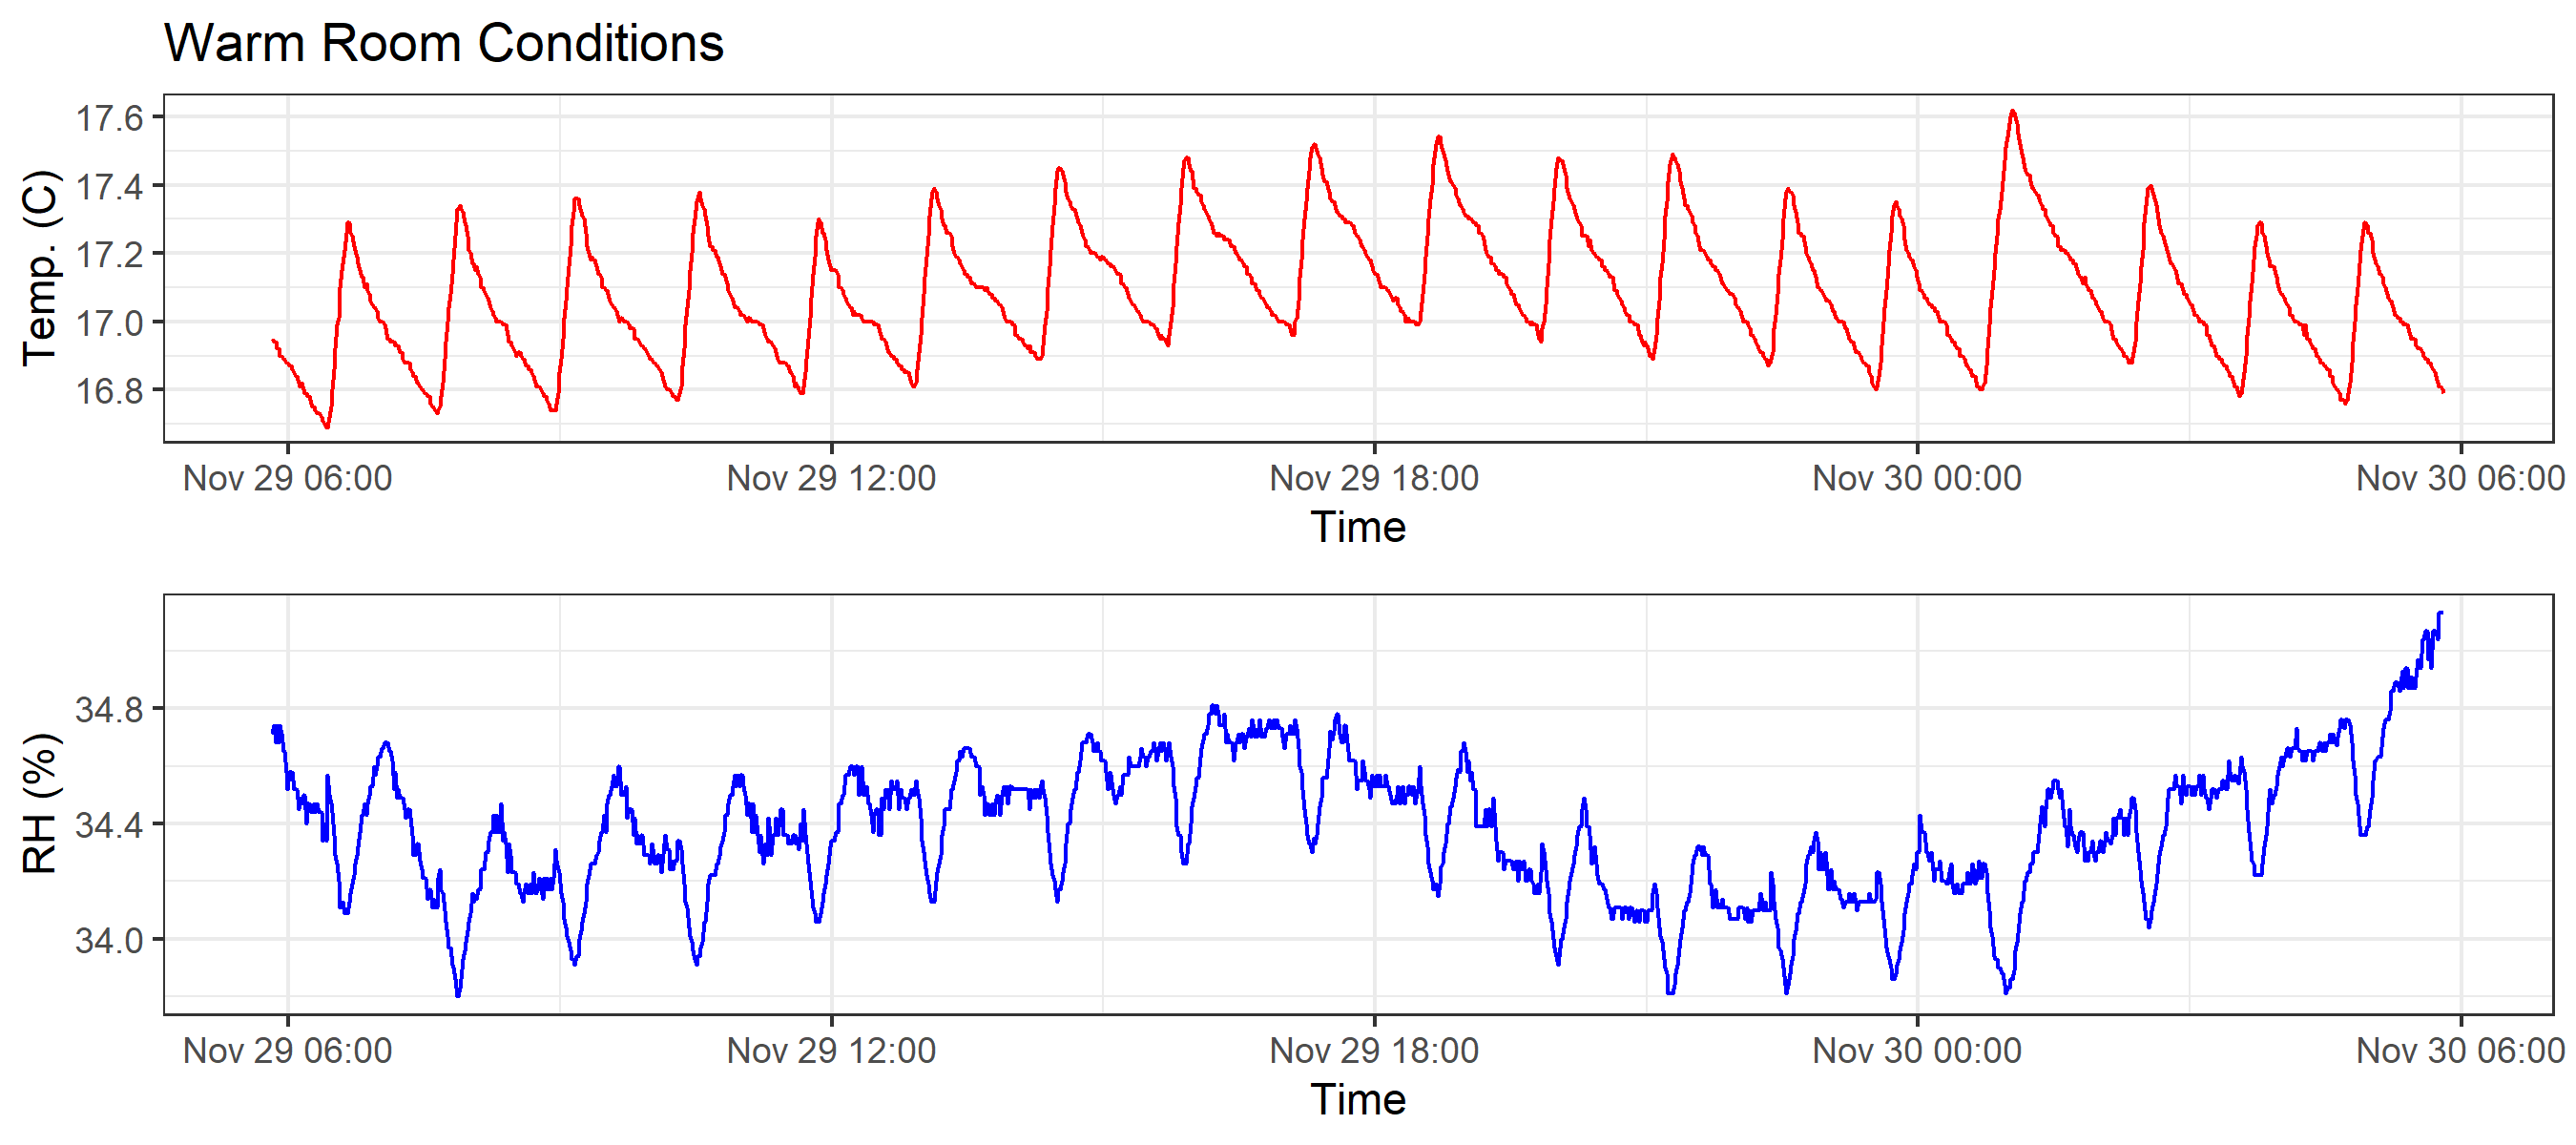 Warm Room Conditions
17.6
17.4
17.2
17.0
16.8
Temp. (C)
Nov 29 06:00 Nov 29 12:00 Nov 29 18:00 Nov 30 00:00 Nov 30 06:00
Time
34.8
34.4
34.0
RH (%)
Nov 29 06:00 Nov 29 12:00 Nov 29 18:00 Nov 30 00:00 Nov 30 06:00
Time